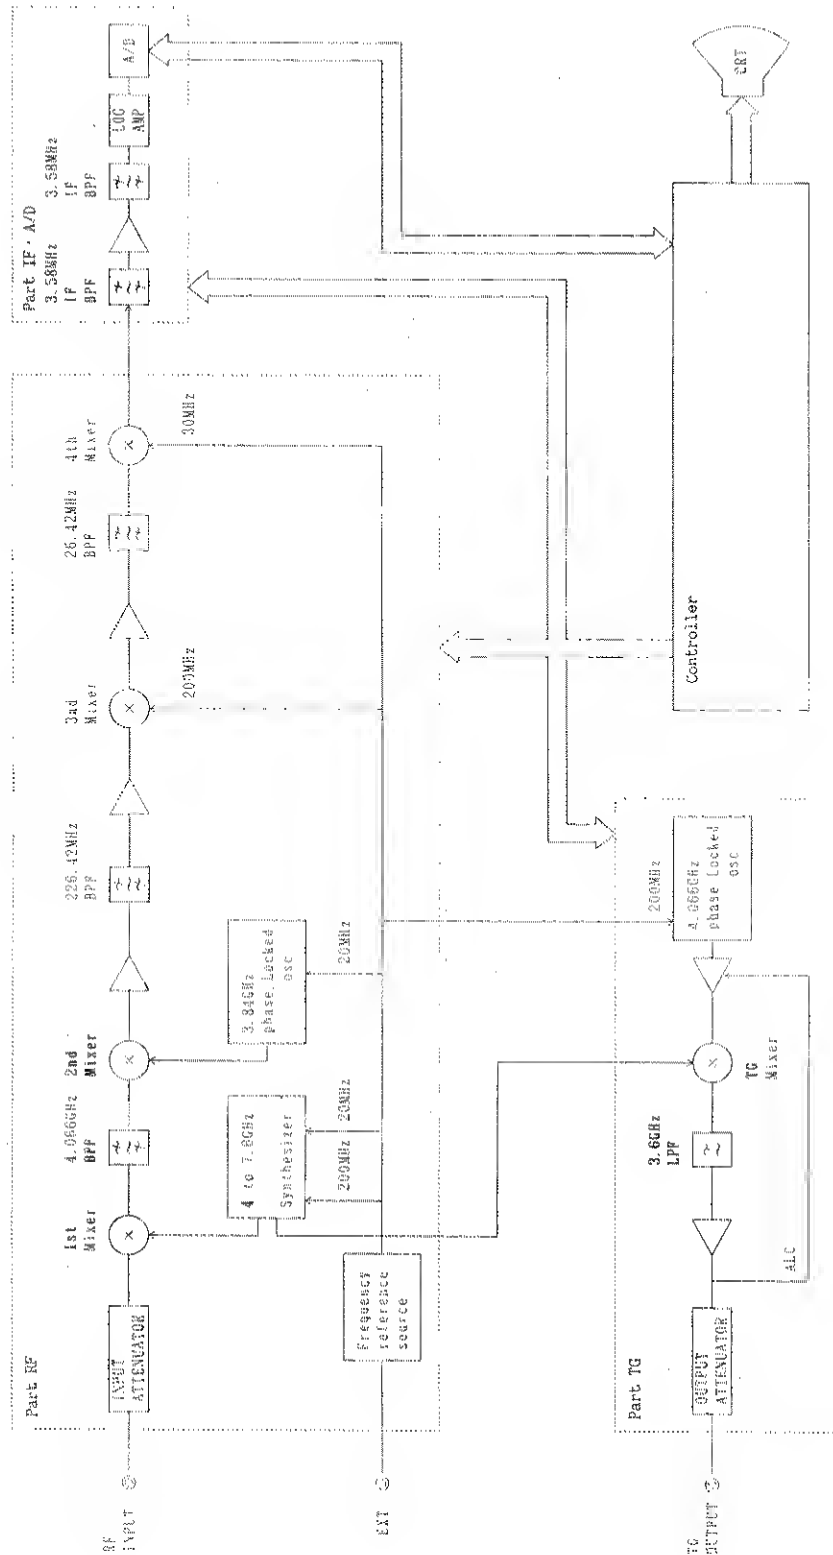 Part RF
RF
INPUT
INPUT
ATTENUATOR
1st
Mixer
4.066GHz
BPF
2nd
Mixer
226.42MHz
BPF
3nd
Mixer
26.42MHz
BPF
4th
Mixer
200MHz
30MHz
4 to 7.6GHz
Synthesizer
3.84GHz
phase Locked
osc
200MHz
20MHz
20MHz
EXT
Frequency
reference
source
Part IF · A/D
3.58MHz
IF
BPF
3.58MHz
IF
BPF
LOG
AMP
A/D
Part TG
TG
OUTPUT
OUTPUT
ATTENUATOR
ALC
3.6GHz
LPF
TG
Mixer
200MHz
4.066GHz
phase Locked
osc
Controller
CRT